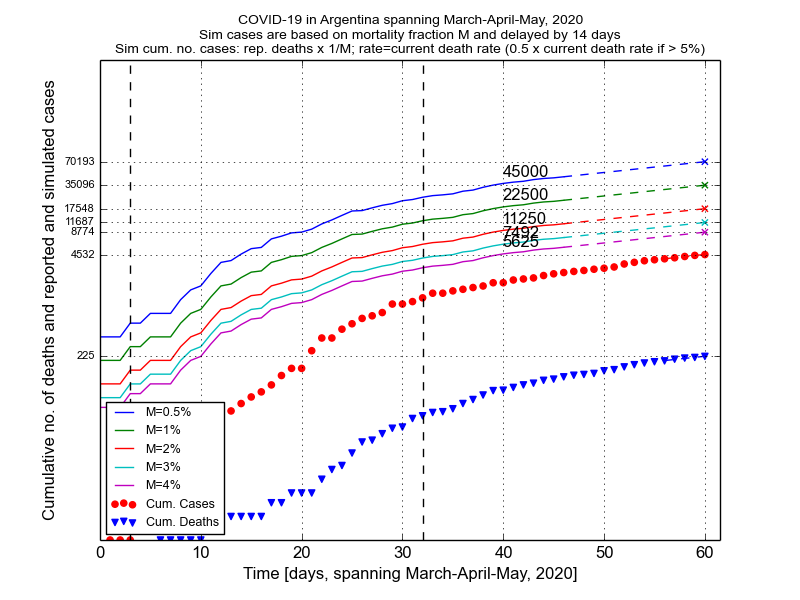 COVID-19 in Argentina spanning March-April-May, 2020
Sim cases are based on mortality fraction M and delayed by 14 days
Sim cum. no. cases: rep. deaths x 1/M; rate=current death rate (0.5 x current death rate if > 5%)
Cumulative no. of deaths and reported and simulated cases
70193
35096
17548
11687
8774
4532
225
45000
22500
11250
7492
5625
M=0.5%
M=1%
M=2%
M=3%
M=4%
Cum. Cases
Cum. Deaths
0 10 20 30 40 50 60
Time [days, spanning March-April-May, 2020]